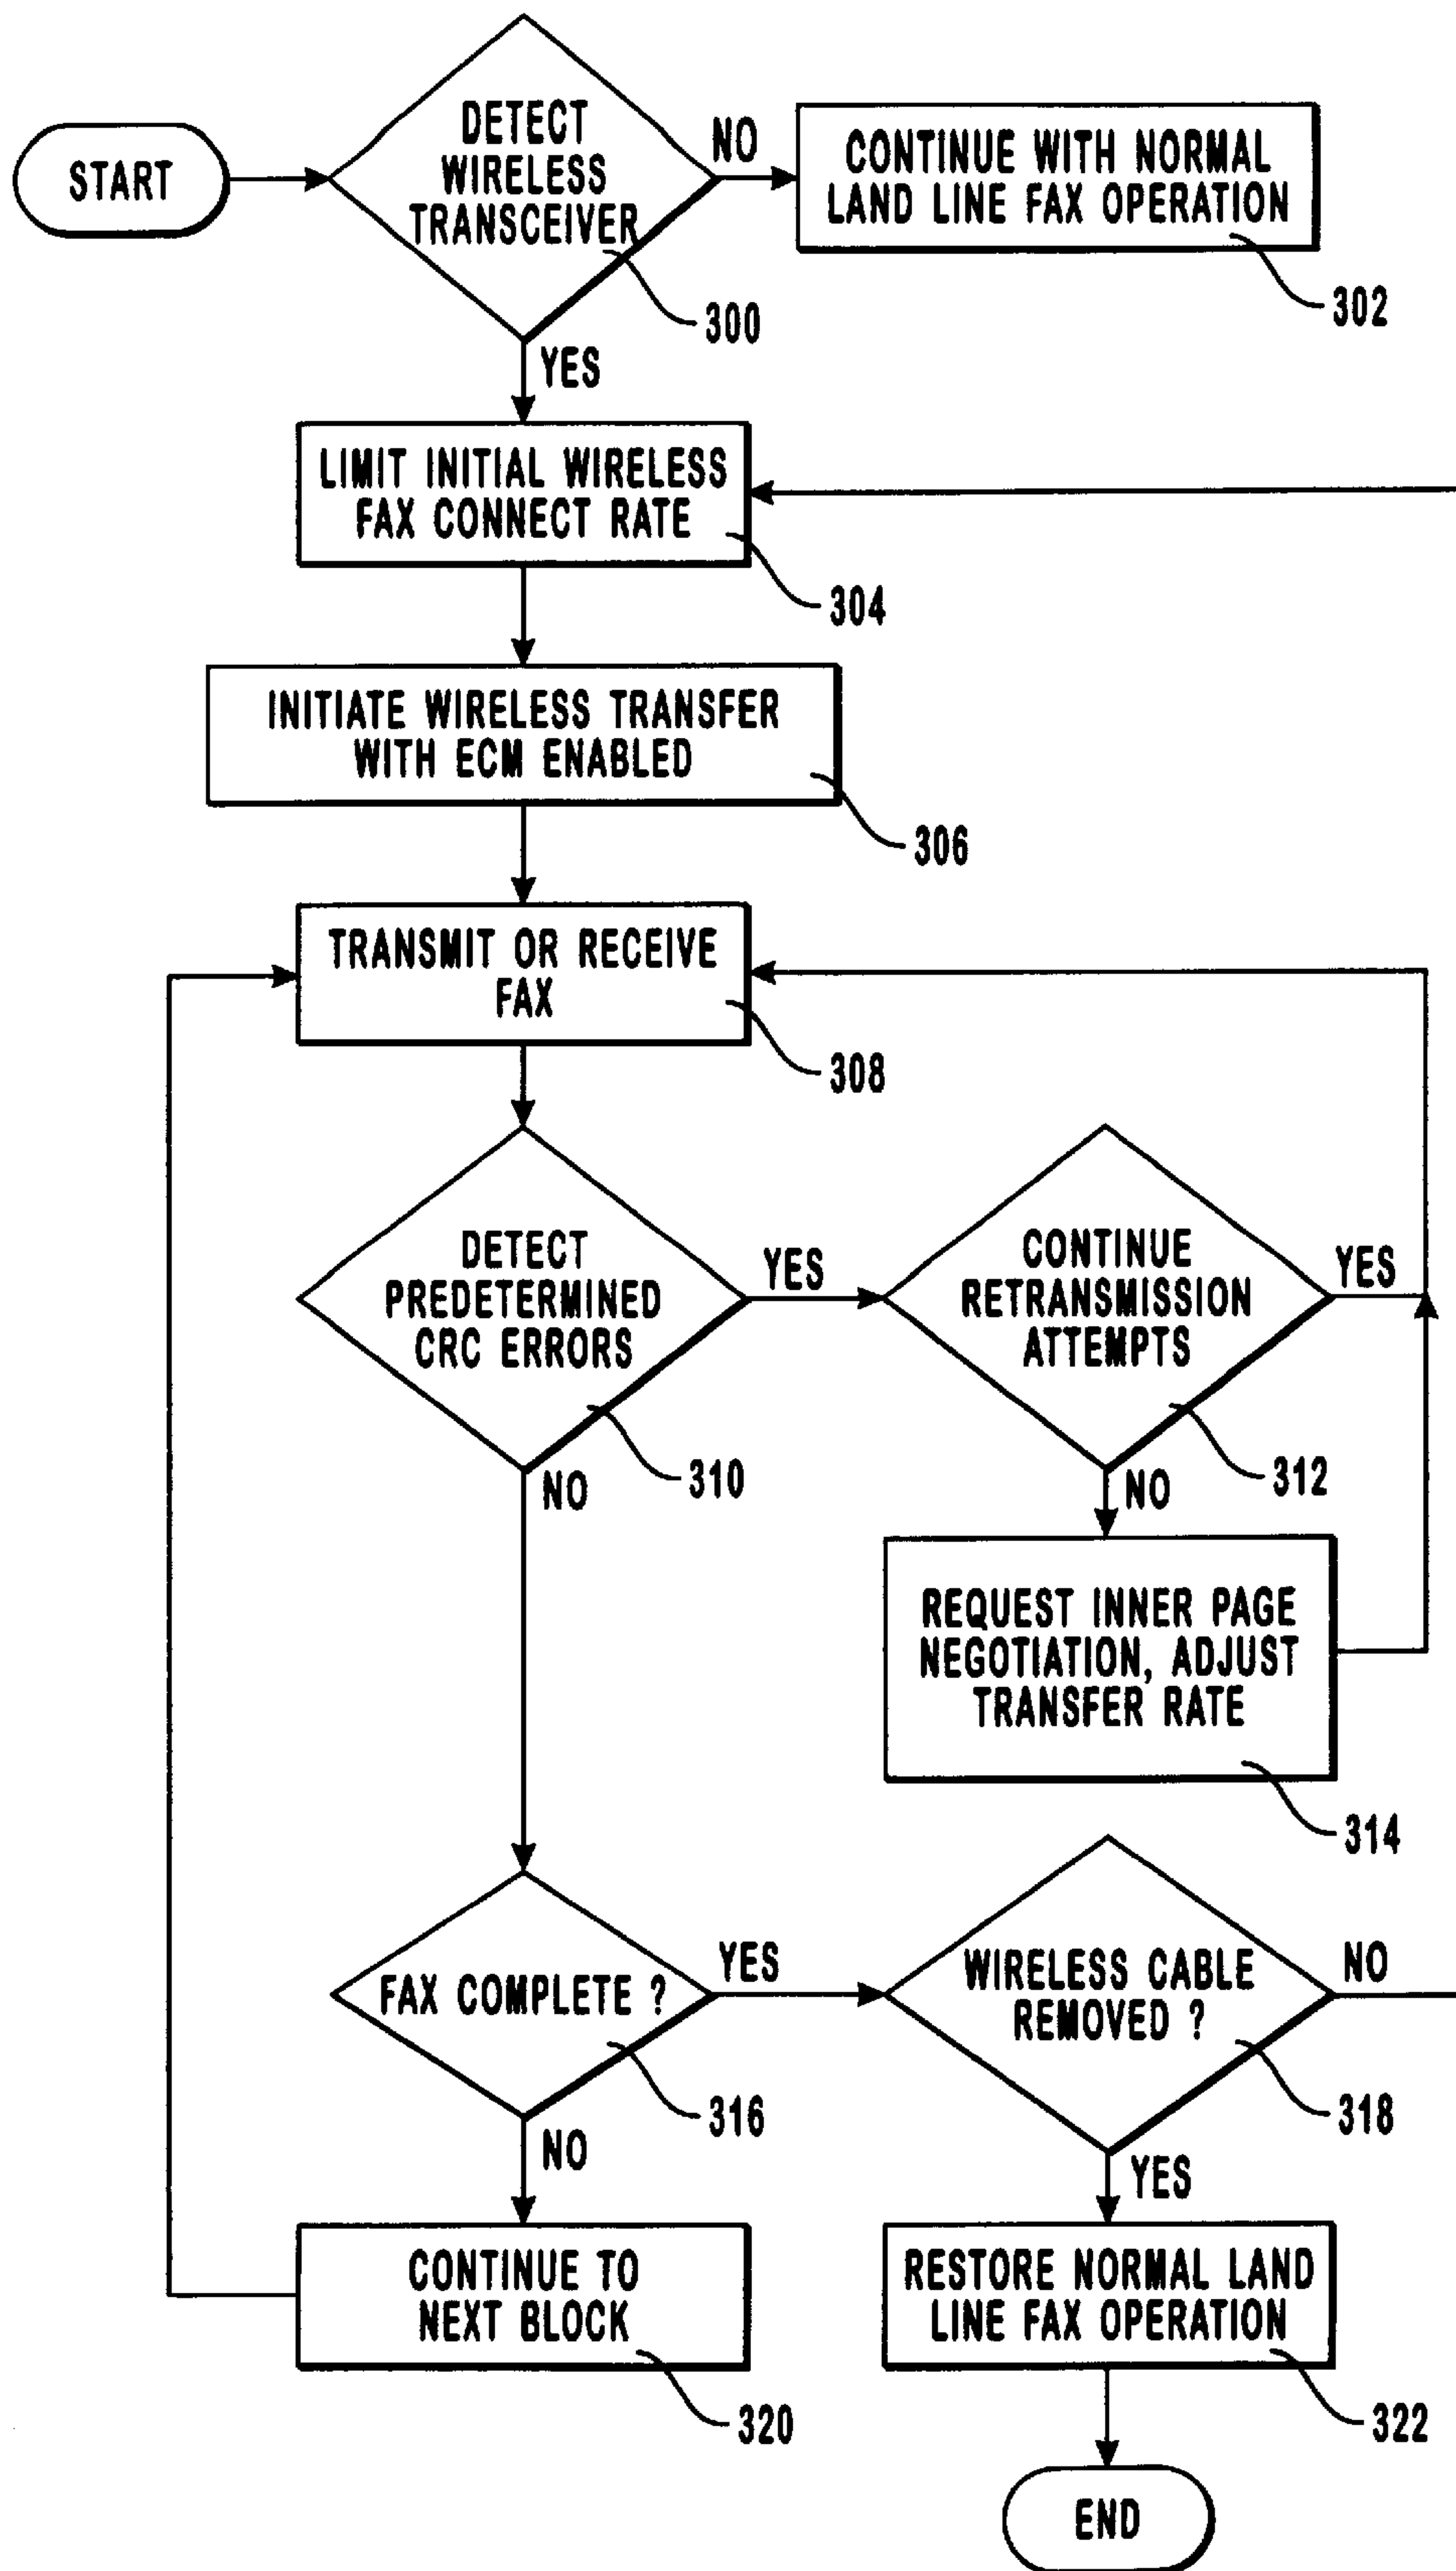 START
DETECT
WIRELESS
TRANSCEIVER
NO
CONTINUE WITH NORMAL
LAND LINE FAX OPERATION
302
300
YES
LIMIT INITIAL WIRELESS
FAX CONNECT RATE
304
INITIATE WIRELESS TRANSFER
WITH ECM ENABLED
306
TRANSMIT OR RECEIVE
FAX
308
DETECT
PREDETERMINED
CRC ERRORS
YES
310
NO
CONTINUE
RETRANSMISSION
ATTEMPTS
YES
312
NO
REQUEST INNER PAGE
NEGOTIATION, ADJUST
TRANSFER RATE
314
FAX COMPLETE ?
YES
316
NO
WIRELESS CABLE
REMOVED ?
NO
318
YES
CONTINUE TO
NEXT BLOCK
320
RESTORE NORMAL LAND
LINE FAX OPERATION
322
END